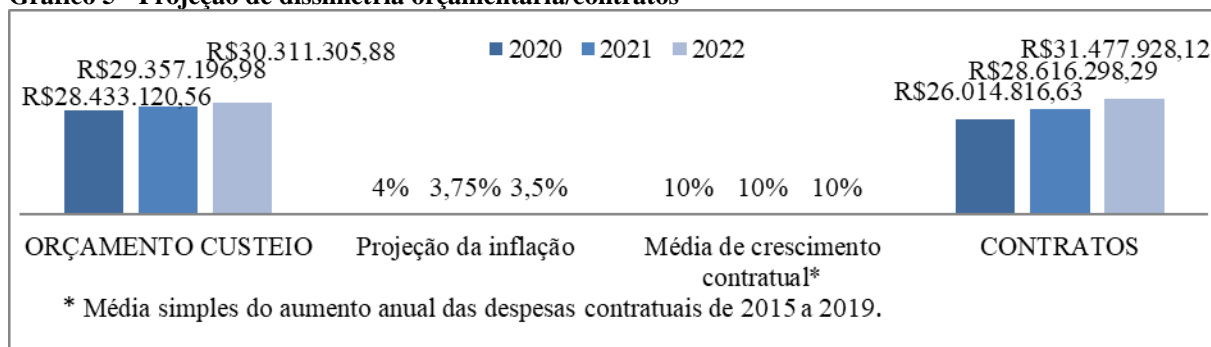 Gráfico 5 - Projeção de dissimetria orçamentária/contratos
2020 2021 2022
R$30.311.305,88
R$29.357.196,98
R$28.433.120,56
R$31.477.928,12
R$28.616.298,29
R$26.014.816,63
4% 3,75% 3,5%
10% 10% 10%
ORÇAMENTO CUSTEIO
Projeção da inflação
Média de crescimento
contratual*
CONTRATOS
* Média simples do aumento anual das despesas contratuais de 2015 a 2019.